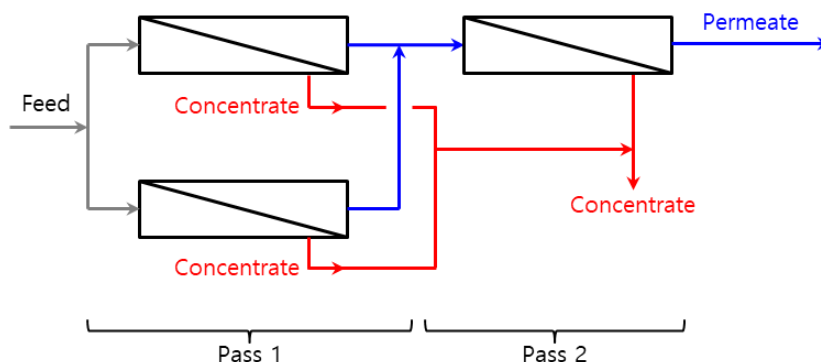 Permeate
Feed
Concentrate
Concentrate
Concentrate
Pass 1
Pass 2